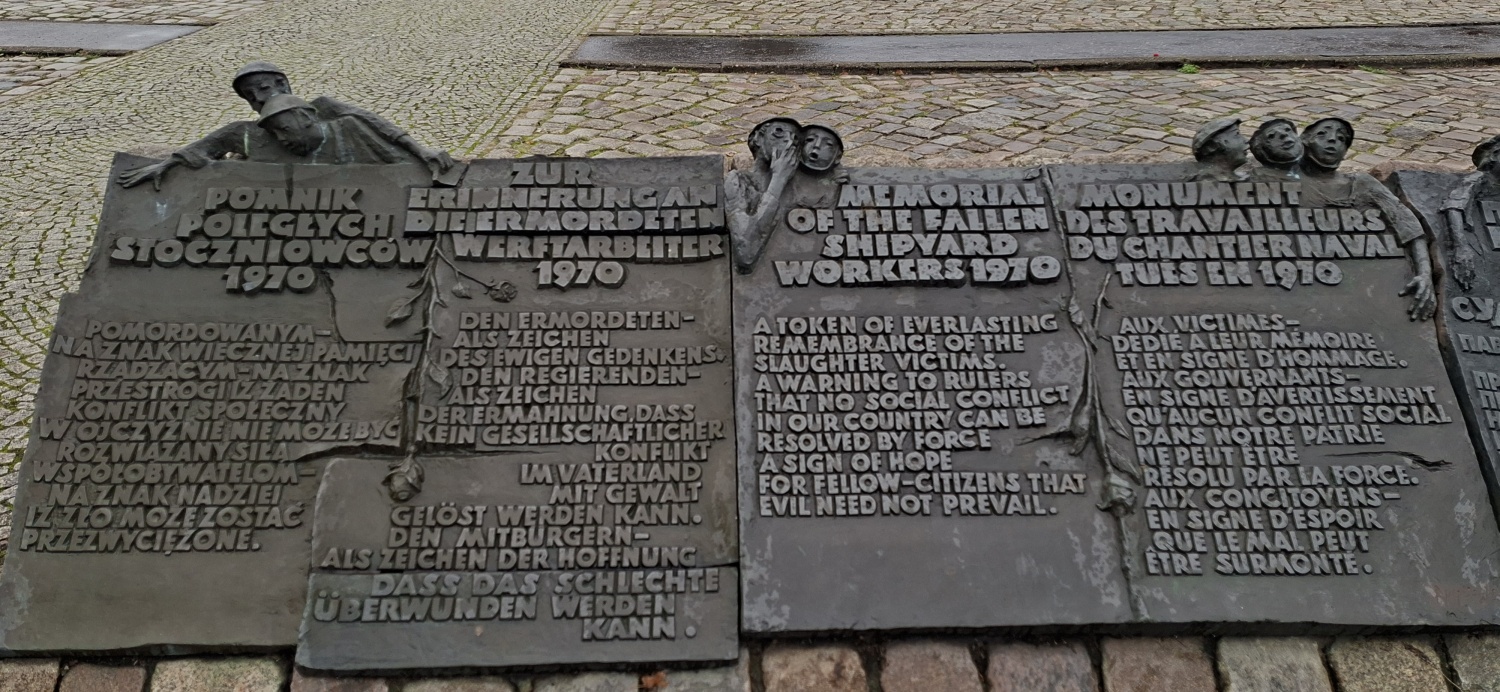 POMNIK
POLEGŁYCH
STOCZNIOWCÓW
1970
POMORDOWANYM–
NA ZNAK WIECZNEJ PAMIĘCI
RZĄDZĄCYM–NA ZNAK
PRZESTROGI IŻ ŻADEN
KONFLIKT SPOŁECZNY
W OJCZYŹNIE NIE MOŻE BYĆ
ROZWIĄZANY SIŁĄ
WSPÓŁOBYWATELOM–
NA ZNAK NADZIEI
IŻ ZŁO MOŻE ZOSTAĆ
PRZEZWYCIĘŻONE.
ZUR
ERINNERUNG AN
DIE ERMORDETEN
WERFTARBEITER
1970
DEN ERMORDETEN–
ALS ZEICHEN
DES EWIGEN GEDENKENS.
DEN REGIERENDEN–
ALS ZEICHEN
DER ERMAHNUNG, DASS
KEIN GESELLSCHAFTLICHER
KONFLIKT
IM VATERLAND
MIT GEWALT
GELÖST WERDEN KANN.
DEN MITBÜRGERN–
ALS ZEICHEN DER HOFFNUNG
DASS DAS SCHLECHTE
ÜBERWUNDEN WERDEN
KANN.
MEMORIAL
OF THE FALLEN
SHIPYARD
WORKERS 1970
A TOKEN OF EVERLASTING
REMEMBRANCE OF THE
SLAUGHTER VICTIMS.
A WARNING TO RULERS
THAT NO SOCIAL CONFLICT
IN OUR COUNTRY CAN BE
RESOLVED BY FORCE
A SIGN OF HOPE
FOR FELLOW-CITIZENS THAT
EVIL NEED NOT PREVAIL.
MONUMENT
DES TRAVAILLEURS
DU CHANTIER NAVAL
TUES EN 1970
AUX VICTIMES–
DEDIE A LEUR MEMOIRE
ET EN SIGNE D'HOMMAGE.
AUX GOUVERNANTS–
EN SIGNE D'AVERTISSEMENT
QU'AUCUN CONFLIT SOCIAL
DANS NOTRE PATRIE
NE PEUT ÊTRE
RÉSOLU PAR LA FORCE.
AUX CONCITOYENS–
EN SIGNE D'ESPOIR
QUE LE MAL PEUT
ÊTRE SURMONTÉ.